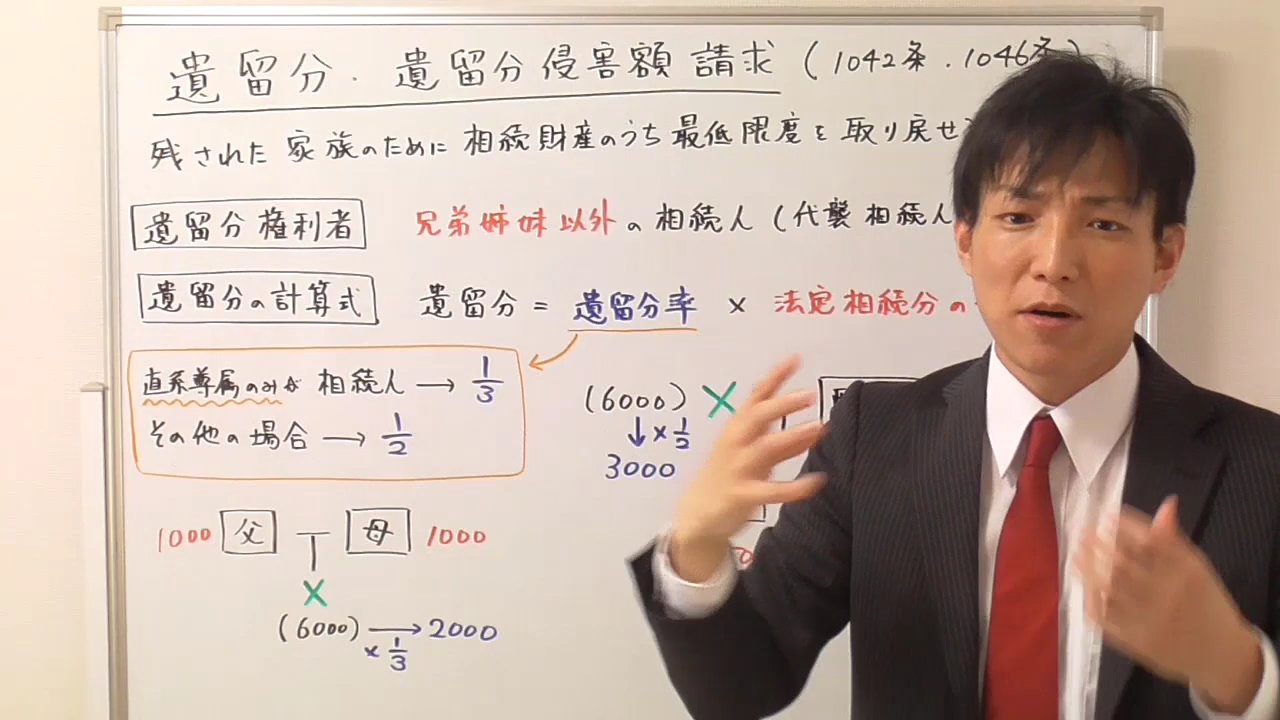 遺留分・遺留分侵害額請求(1042条.1046条)
残された家族のために相続財産のうち最低限度を取り戻せ
遺留分権利者 兄弟姉妹以外の相続人(代襲相続人
遺留分の計算式 遺留分 = 遺留分率 × 法定相続分の
直系尊属のみが相続人 → 1/3
その他の場合 → 1/2
(6000) X
↓×1/2
3000
1000 父 母 1000
X
(6000) → 2000
×1/3